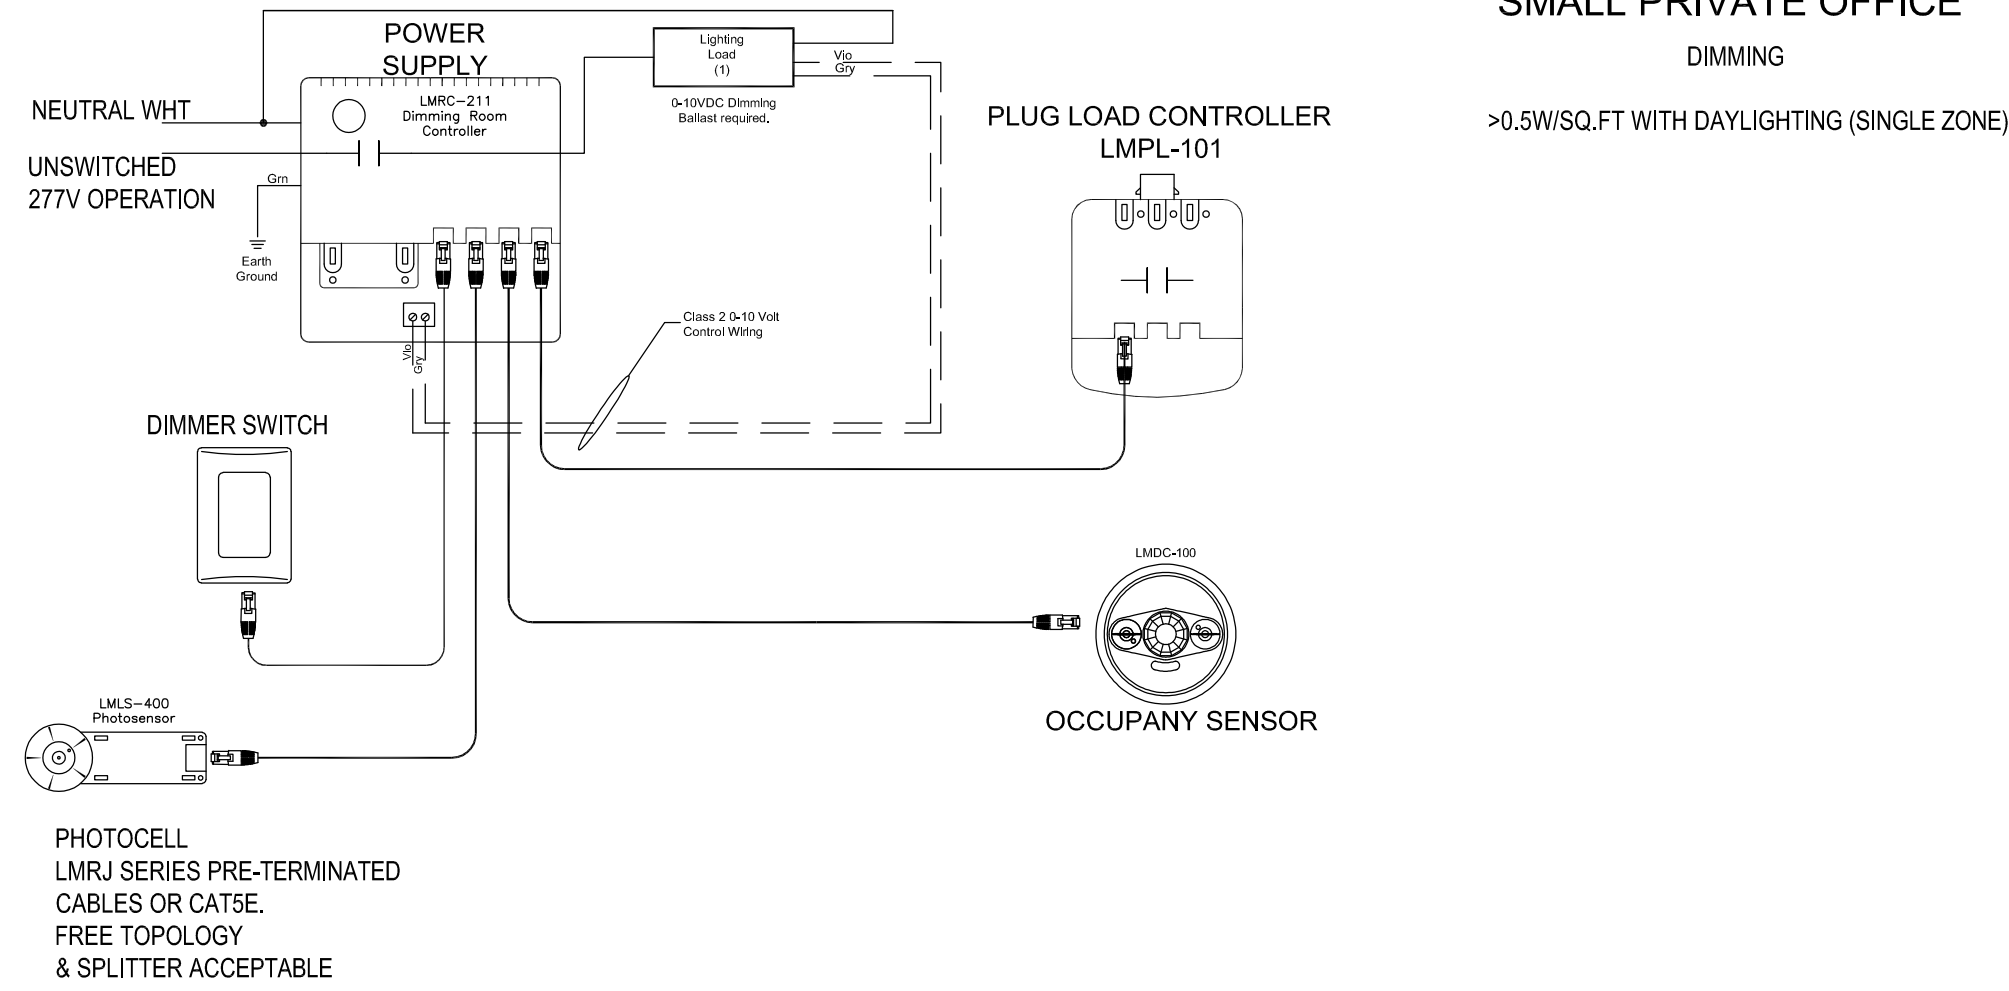 SMALL PRIVATE OFFICE
DIMMING
>0.5W/SQ.FT WITH DAYLIGHTING (SINGLE ZONE)
POWER
SUPPLY
LMRC-211
Dimming Room
Controller
NEUTRAL WHT
UNSWITCHED
277V OPERATION
Grn
Earth
Ground
Lighting
Load
(1)
Vio
Gry
0-10VDC Dimming
Ballast required.
PLUG LOAD CONTROLLER
LMPL-101
Class 2 0-10 Volt
Control Wiring
Vio
Gry
DIMMER SWITCH
LMDC-100
OCCUPANY SENSOR
LMLS-400
Photosensor
PHOTOCELL
LMRJ SERIES PRE-TERMINATED
CABLES OR CAT5E.
FREE TOPOLOGY
& SPLITTER ACCEPTABLE